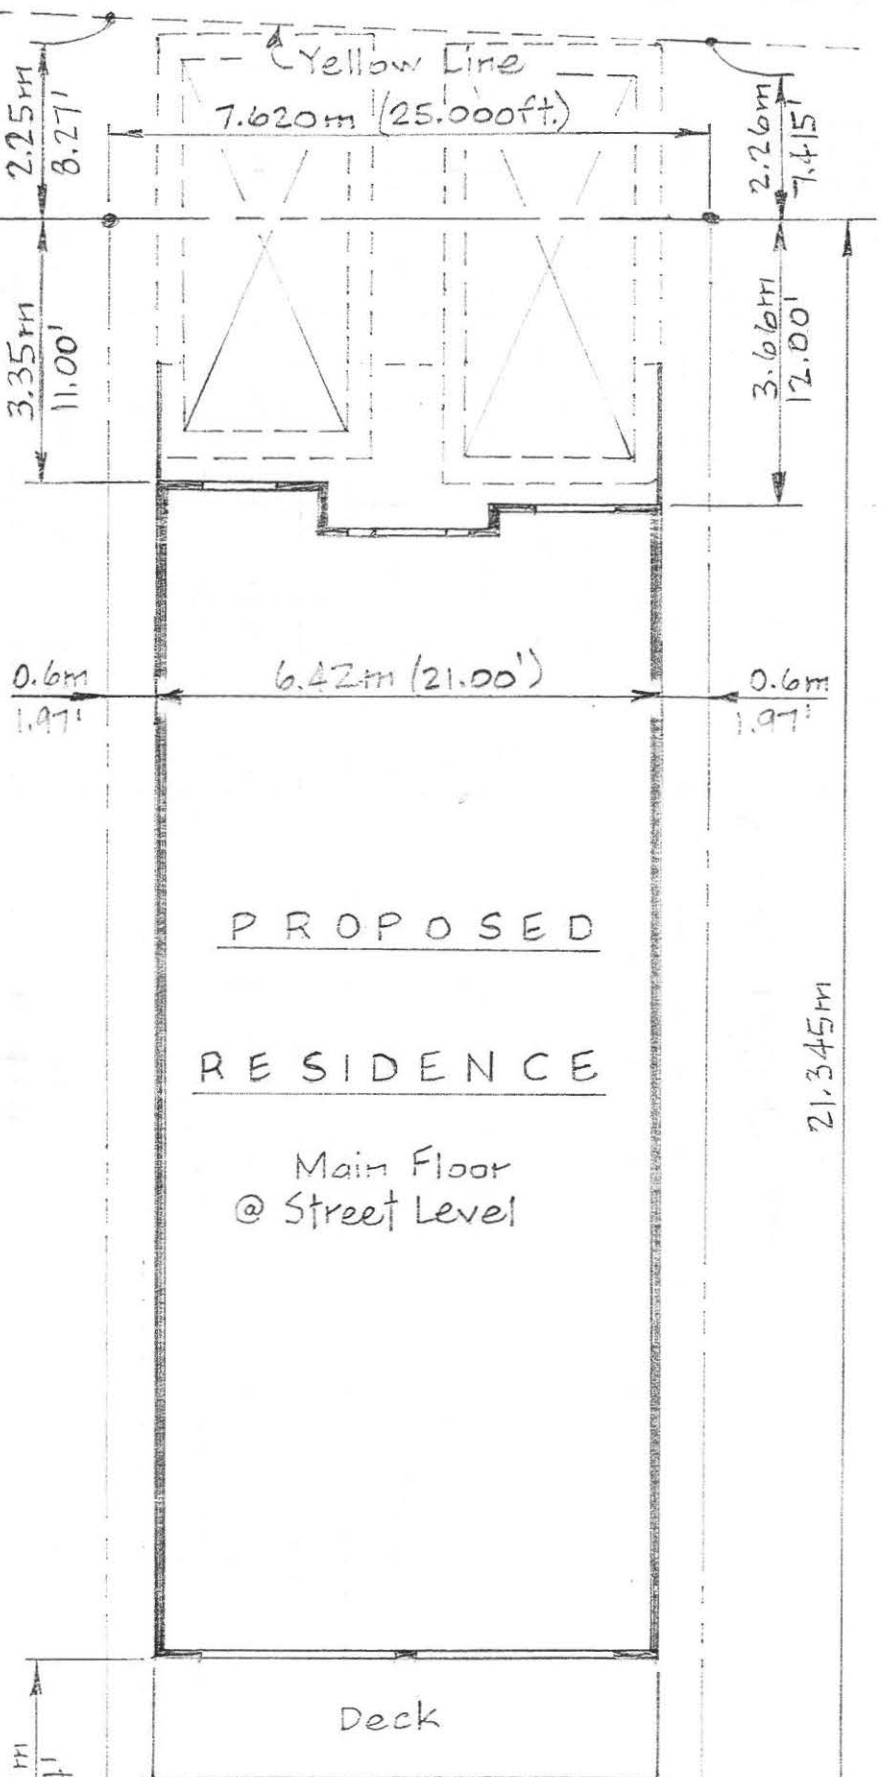 Yellow Line
7.620m (25.000ft.)
2.25m
8.27'
2.26m
7.415'
3.35m
11.00'
3.66m
12.00'
0.6m
1.97'
6.42m (21.00')
0.6m
1.97'
PROPOSED
RESIDENCE
Main Floor
@ Street Level
21.345m
Deck
m